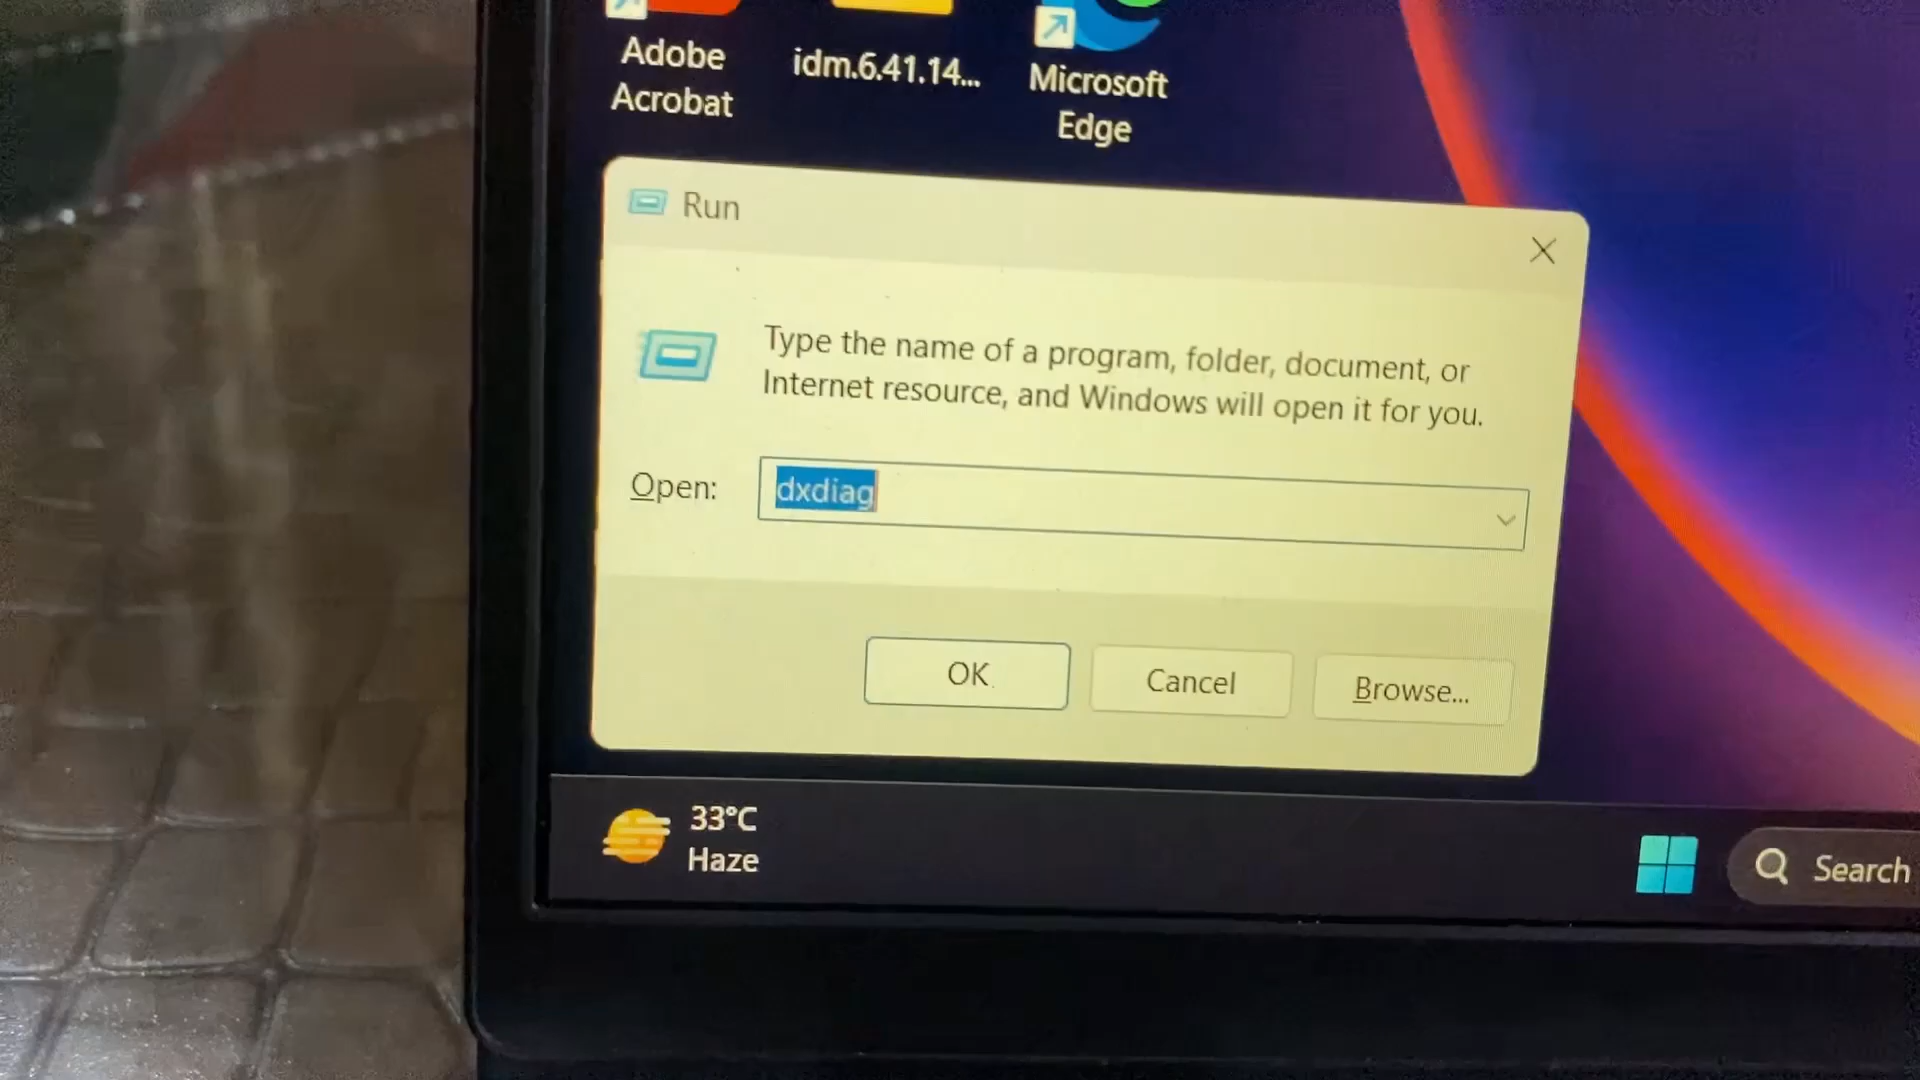 Adobe
Acrobat
idm.6.41.14...
Microsoft
Edge
Run
Type the name of a program, folder, document, or
Internet resource, and Windows will open it for you.
Open:
dxdiag
OK
Cancel
Browse...
33°C
Haze
Search